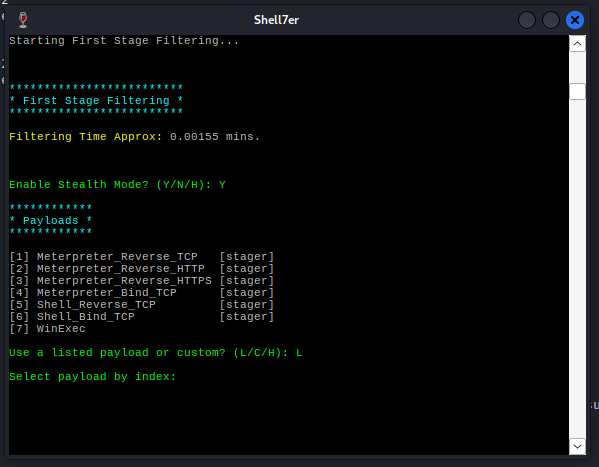 Shell7er
Starting First Stage Filtering...
*************************
* First Stage Filtering *
*************************
Filtering Time Approx: 0.00155 mins.
Enable Stealth Mode? (Y/N/H): Y
************
* Payloads *
************
[1] Meterpreter_Reverse_TCP   [stager]
[2] Meterpreter_Reverse_HTTP  [stager]
[3] Meterpreter_Reverse_HTTPS [stager]
[4] Meterpreter_Bind_TCP      [stager]
[5] Shell_Reverse_TCP         [stager]
[6] Shell_Bind_TCP            [stager]
[7] WinExec
Use a listed payload or custom? (L/C/H): L
Select payload by index: